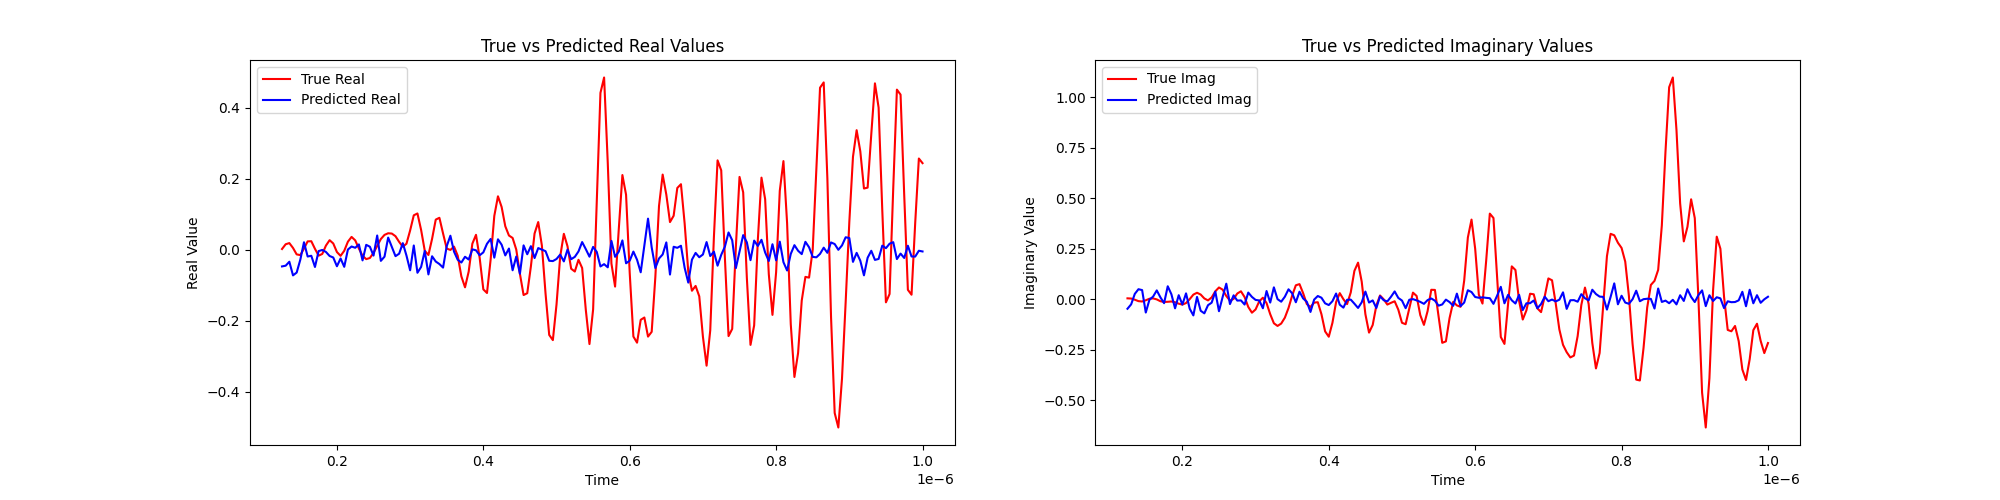 True vs Predicted Real Values
True Real
Predicted Real
Real Value
0.4
0.2
0.0
−0.2
−0.4
0.2
0.4
0.6
0.8
1.0
Time
1e−6
True vs Predicted Imaginary Values
True Imag
Predicted Imag
Imaginary Value
1.00
0.75
0.50
0.25
0.00
−0.25
−0.50
0.2
0.4
0.6
0.8
1.0
Time
1e−6